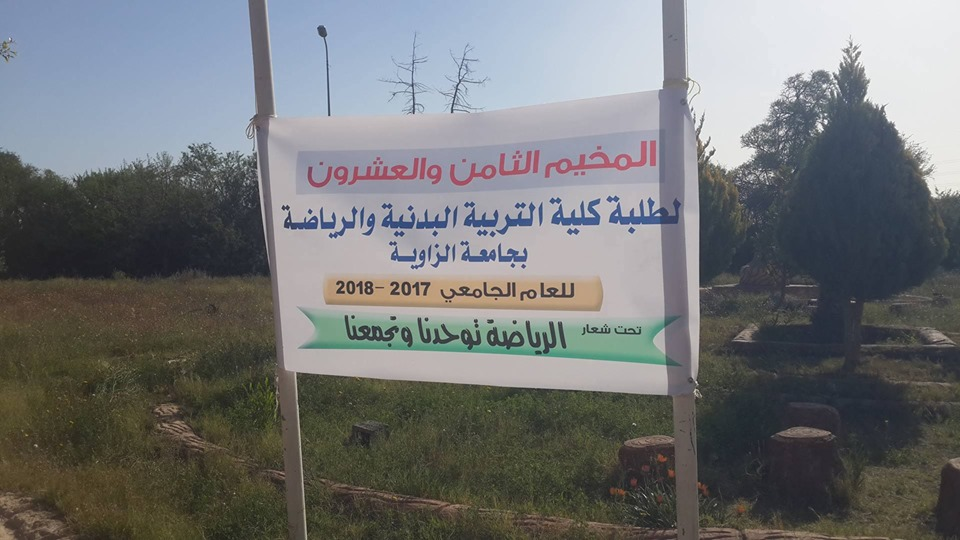 المخيم الثامن والعشرون
لطلبة كلية التربية البدنية والرياضة
بجامعة الزاوية
للعام الجامعي 2017 - 2018
تحت شعار الرياضة توحدنا وتجمعنا